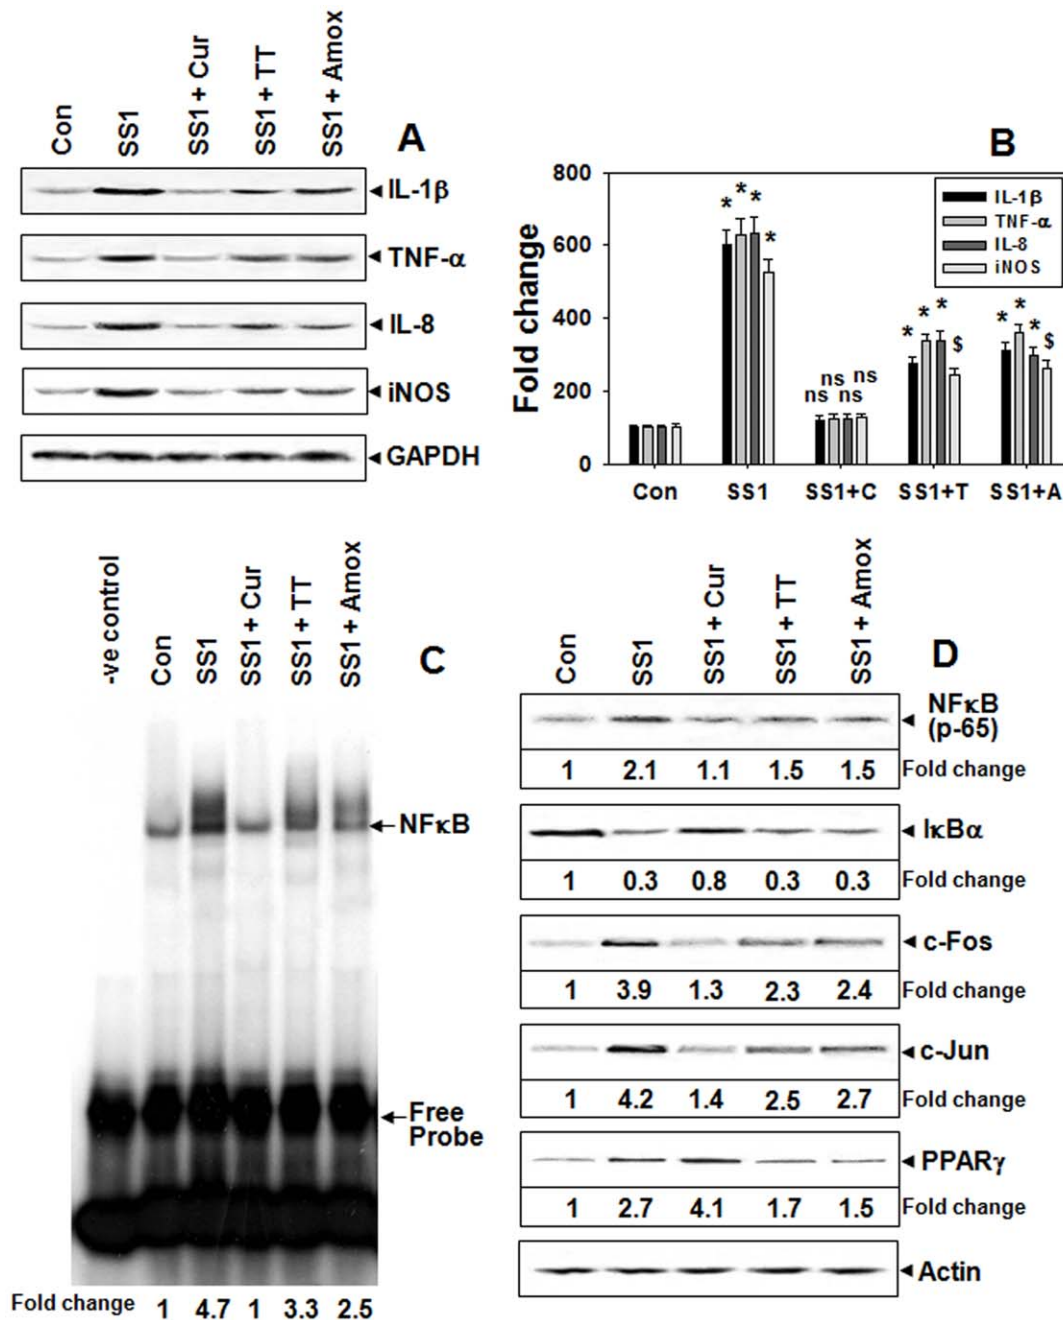 Con
SS1
SS1 + Cur
SS1 + TT
SS1 + Amox
A
IL-1β
TNF-α
IL-8
iNOS
GAPDH
B
Fold change
800
600
400
200
0
IL-1β
TNF-α
IL-8
iNOS
* * * *
ns ns ns ns
* * * $
* * * $
Con SS1 SS1+C SS1+T SS1+A
-ve control
Con
SS1
SS1 + Cur
SS1 + TT
SS1 + Amox
C
NFκB
Free
Probe
Fold change 1 4.7 1 3.3 2.5
Con
SS1
SS1 + Cur
SS1 + TT
SS1 + Amox
D
NFκB
(p-65)
1 2.1 1.1 1.5 1.5 Fold change
IκBα
1 0.3 0.8 0.3 0.3 Fold change
c-Fos
1 3.9 1.3 2.3 2.4 Fold change
c-Jun
1 4.2 1.4 2.5 2.7 Fold change
PPARγ
1 2.7 4.1 1.7 1.5 Fold change
Actin